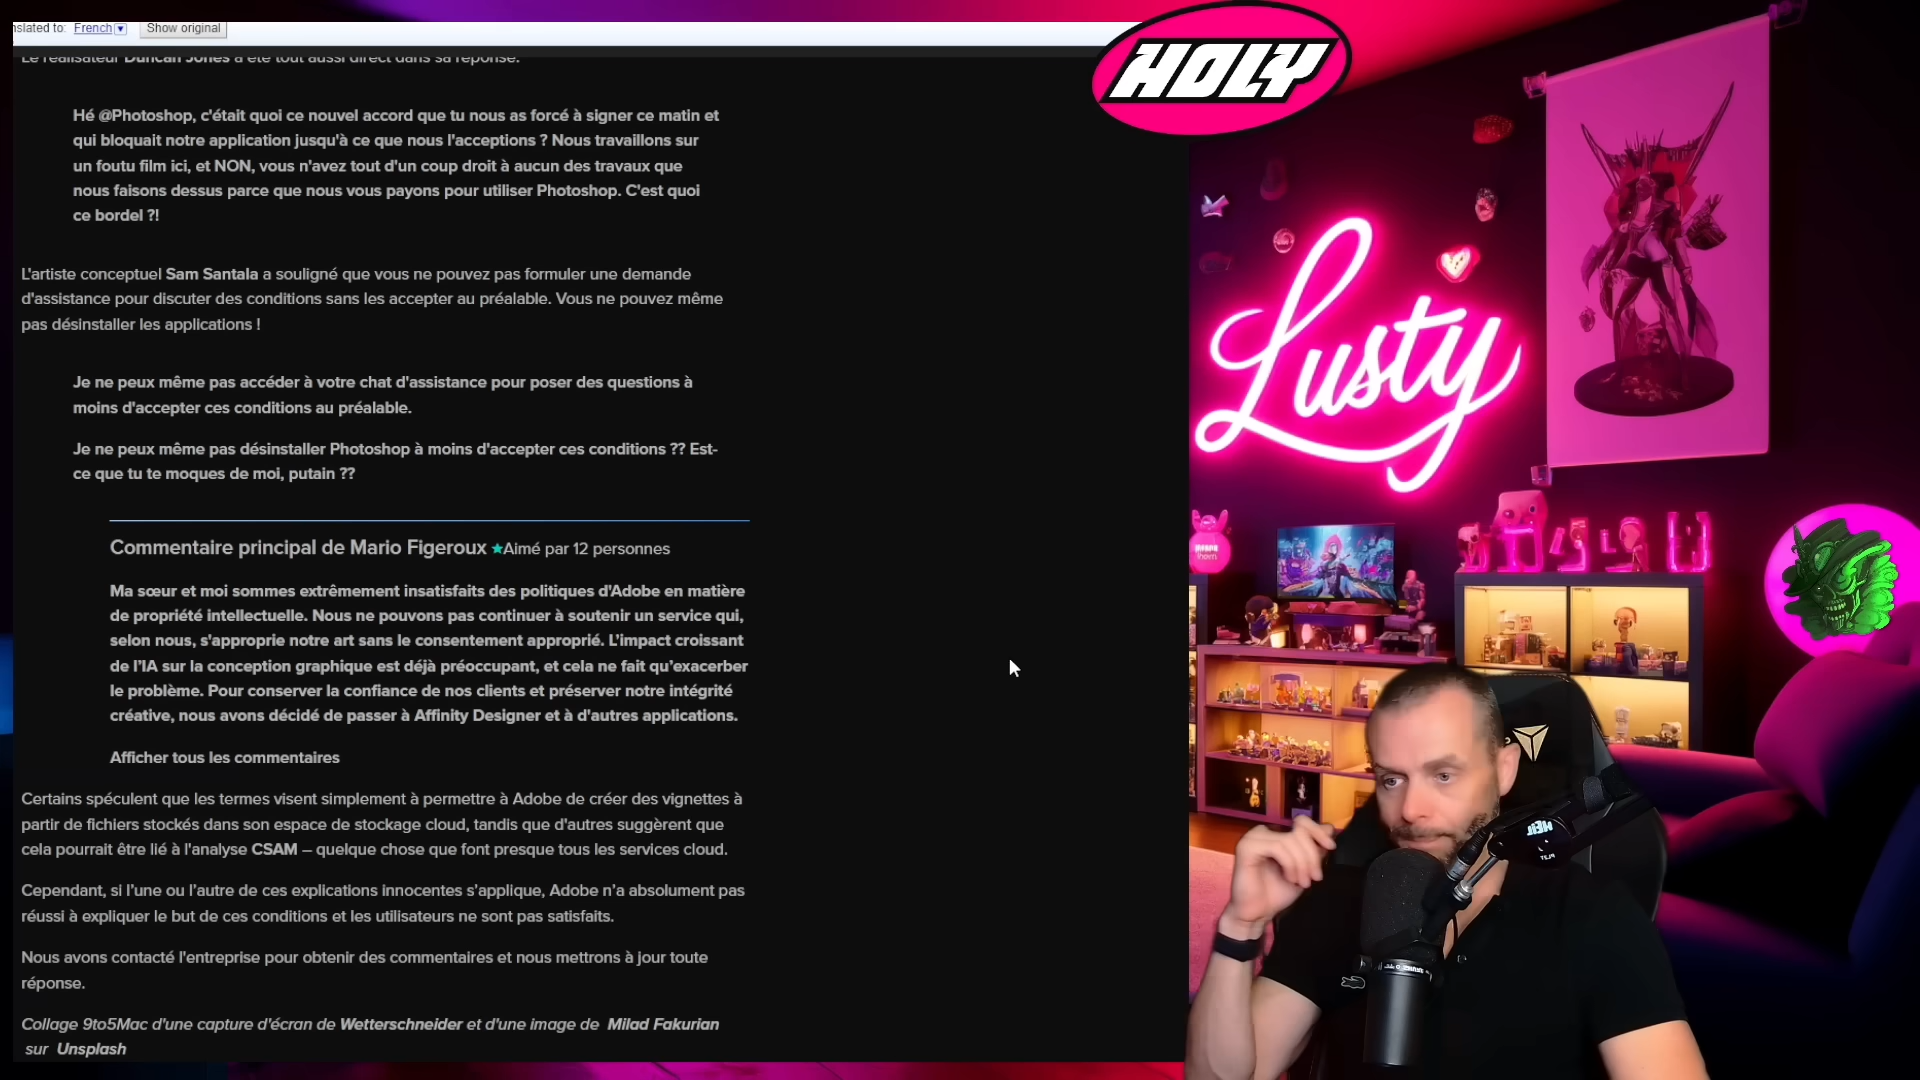 nslated to: French ▼ Show original
Le réalisateur Duncan Jones a été tout aussi direct dans sa réponse.
Hé @Photoshop, c'était quoi ce nouvel accord que tu nous as forcé à signer ce matin et
qui bloquait notre application jusqu'à ce que nous l'acceptions ? Nous travaillons sur
un foutu film ici, et NON, vous n'avez tout d'un coup droit à aucun des travaux que
nous faisons dessus parce que nous vous payons pour utiliser Photoshop. C'est quoi
ce bordel ?!
L'artiste conceptuel Sam Santala a souligné que vous ne pouvez pas formuler une demande
d'assistance pour discuter des conditions sans les accepter au préalable. Vous ne pouvez même
pas désinstaller les applications !
Je ne peux même pas accéder à votre chat d'assistance pour poser des questions à
moins d'accepter ces conditions au préalable.
Je ne peux même pas désinstaller Photoshop à moins d'accepter ces conditions ?? Est-
ce que tu te moques de moi, putain ??
Commentaire principal de Mario Figeroux ★Aimé par 12 personnes
Ma sœur et moi sommes extrêmement insatisfaits des politiques d'Adobe en matière
de propriété intellectuelle. Nous ne pouvons pas continuer à soutenir un service qui,
selon nous, s'approprie notre art sans le consentement approprié. L'impact croissant
de l'IA sur la conception graphique est déjà préoccupant, et cela ne fait qu'exacerber
le problème. Pour conserver la confiance de nos clients et préserver notre intégrité
créative, nous avons décidé de passer à Affinity Designer et à d'autres applications.
Afficher tous les commentaires
Certains spéculent que les termes visent simplement à permettre à Adobe de créer des vignettes à
partir de fichiers stockés dans son espace de stockage cloud, tandis que d'autres suggèrent que
cela pourrait être lié à l'analyse CSAM – quelque chose que font presque tous les services cloud.
Cependant, si l'une ou l'autre de ces explications innocentes s'applique, Adobe n'a absolument pas
réussi à expliquer le but de ces conditions et les utilisateurs ne sont pas satisfaits.
Nous avons contacté l'entreprise pour obtenir des commentaires et nous mettrons à jour toute
réponse.
Collage 9to5Mac d'une capture d'écran de Wetterschneider et d'une image de Milad Fakurian
sur Unsplash
HOLY
Lusty